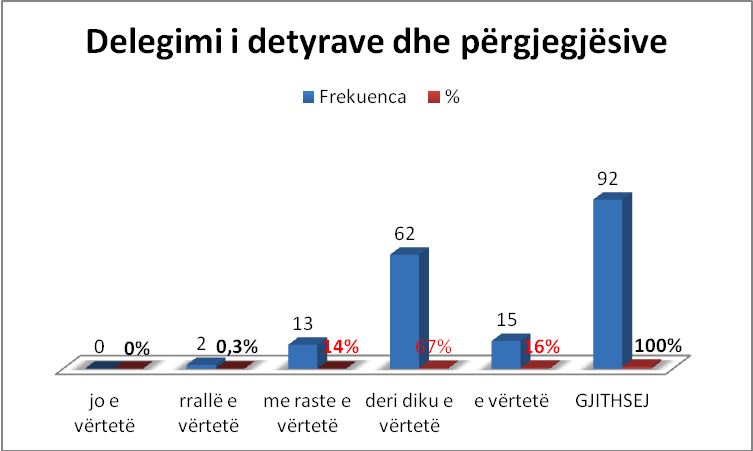 Delegimi i detyrave dhe përgjegjësive
Frekuenca %
92
62
13
15
0 0% 2 0,3% 14% 67% 16% 100%
jo e vërtetë
rrallë e vërtetë
me raste e vërtetë
deri diku e vërtetë
e vërtetë
GJITHSEJ